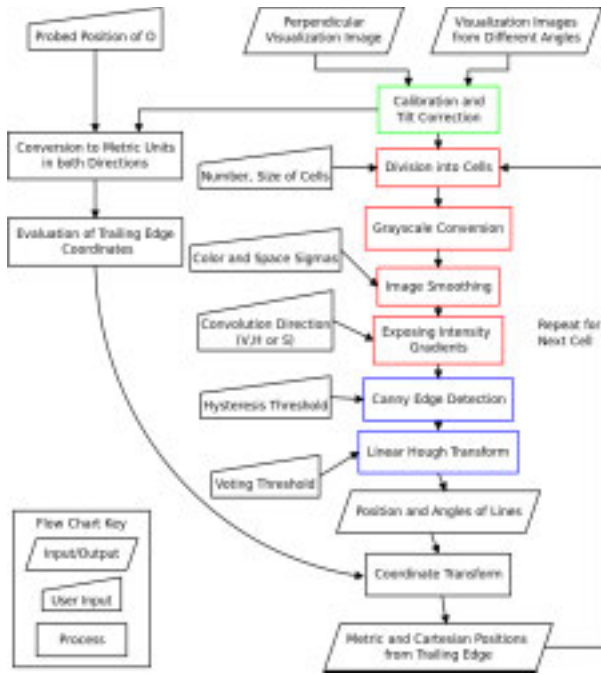 Probed Position of O
Perpendicular
Visualization Image
Visualization Images
from Different Angles
Calibration and
Tilt Correction
Conversion to Metric Units
in both Directions
Number, Size of Cells
Division into Cells
Evaluation of Trailing Edge
Coordinates
Grayscale Conversion
Color and Space Sigmas
Image Smoothing
Convolution Direction
(V,H or S)
Exposing Intensity
Gradients
Repeat for
Next Cell
Hysteresis Threshold
Canny Edge Detection
Linear Hough Transform
Voting Threshold
Position and Angles of Lines
Flow Chart Key
Input/Output
User Input
Process
Coordinate Transform
Metric and Cartesian Positions
from Trailing Edge